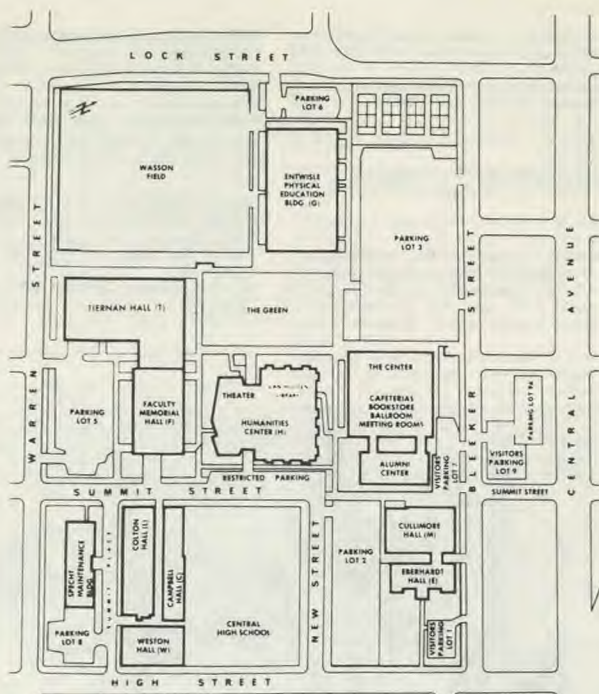 LOCK STREET
PARKING
LOT 6
WASSON
FIELD
ENTWISLE
PHYSICAL
EDUCATION
BLDG (G)
PARKING
LOT 3
WARREN STREET
BLEEKER STREET
CENTRAL AVENUE
TIERNAN HALL (T)
THE GREEN
PARKING
LOT 5
FACULTY
MEMORIAL
HALL (F)
THEATER
LIBRARY
HUMANITIES
CENTER (H)
THE CENTER
CAFETERIAS
BOOKSTORE
BALLROOM
MEETING ROOMS
ALUMNI
CENTER
VISITORS
PARKING
LOT 7
PARKING LOT 9A
VISITORS
PARKING
LOT 9
RESTRICTED PARKING
SUMMIT STREET
SUMMIT STREET
SPECHT
MAINTENANCE
BLDG
SUMMIT PLACE
COLTON
HALL (L)
CAMPBELL
HALL (C)
NEW STREET
PARKING
LOT 2
CULLIMORE
HALL (M)
EBERHARDT
HALL (E)
CENTRAL
HIGH SCHOOL
PARKING
LOT 8
WESTON
HALL (W)
VISITORS
PARKING
LOT 1
HIGH STREET